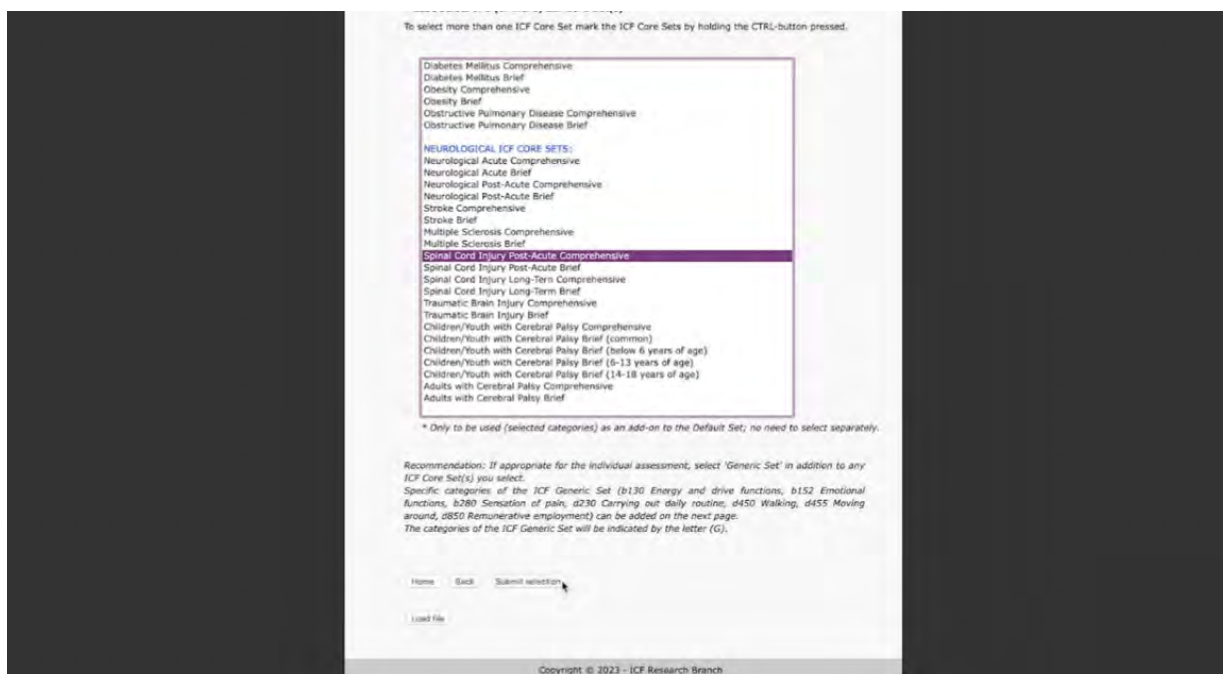 To select more than one ICF Core Set mark the ICF Core Sets by holding the CTRL-button pressed.
Diabetes Mellitus Comprehensive
Diabetes Mellitus Brief
Obesity Comprehensive
Obesity Brief
Obstructive Pulmonary Disease Comprehensive
Obstructive Pulmonary Disease Brief
NEUROLOGICAL ICF CORE SETS:
Neurological Acute Comprehensive
Neurological Acute Brief
Neurological Post-Acute Comprehensive
Neurological Post-Acute Brief
Stroke Comprehensive
Stroke Brief
Multiple Sclerosis Comprehensive
Multiple Sclerosis Brief
Spinal Cord Injury Post-Acute Comprehensive
Spinal Cord Injury Post-Acute Brief
Spinal Cord Injury Long-Tern Comprehensive
Spinal Cord Injury Long-Term Brief
Traumatic Brain Injury Comprehensive
Traumatic Brain Injury Brief
Children/Youth with Cerebral Palsy Comprehensive
Children/Youth with Cerebral Palsy Brief (common)
Children/Youth with Cerebral Palsy Brief (below 6 years of age)
Children/Youth with Cerebral Palsy Brief (6-13 years of age)
Children/Youth with Cerebral Palsy Brief (14-18 years of age)
Adults with Cerebral Palsy Comprehensive
Adults with Cerebral Palsy Brief
* Only to be used (selected categories) as an add-on to the Default Set; no need to select separately.
Recommendation: If appropriate for the individual assessment, select 'Generic Set' in addition to any
ICF Core Set(s) you select.
Specific categories of the ICF Generic Set (b130 Energy and drive functions, b152 Emotional
functions, b280 Sensation of pain, d230 Carrying out daily routine, d450 Walking, d455 Moving
around, d850 Remunerative employment) can be added on the next page.
The categories of the ICF Generic Set will be indicated by the letter (G).
Home Back Submit selection
Load file
Copyright © 2023 - ICF Research Branch